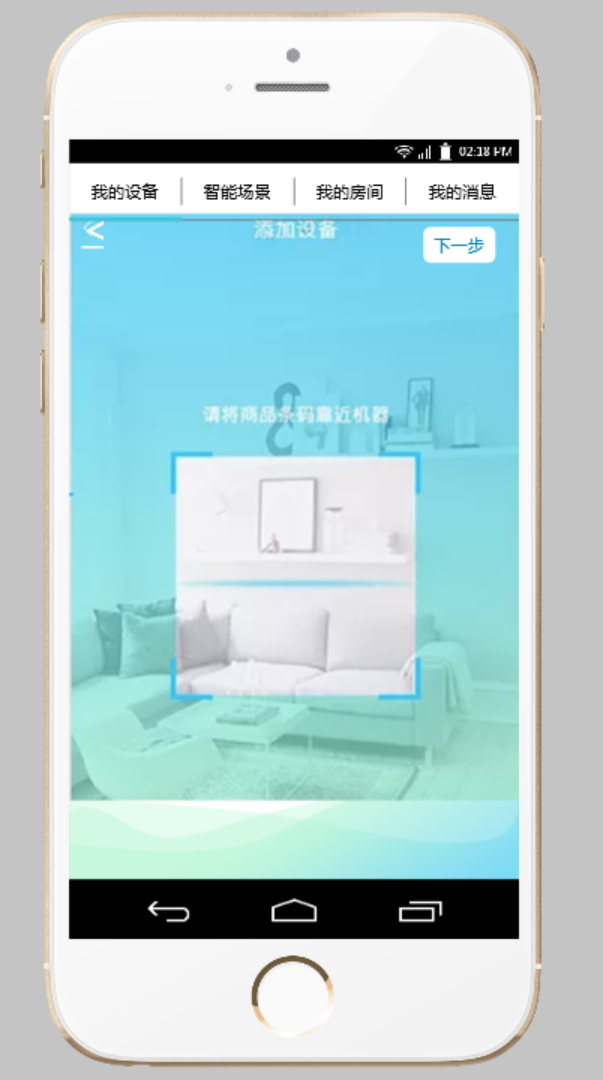 02:18 PM
我的设备
智能场景
我的房间
我的消息
添加设备
下一步
请将商品条码靠近机器